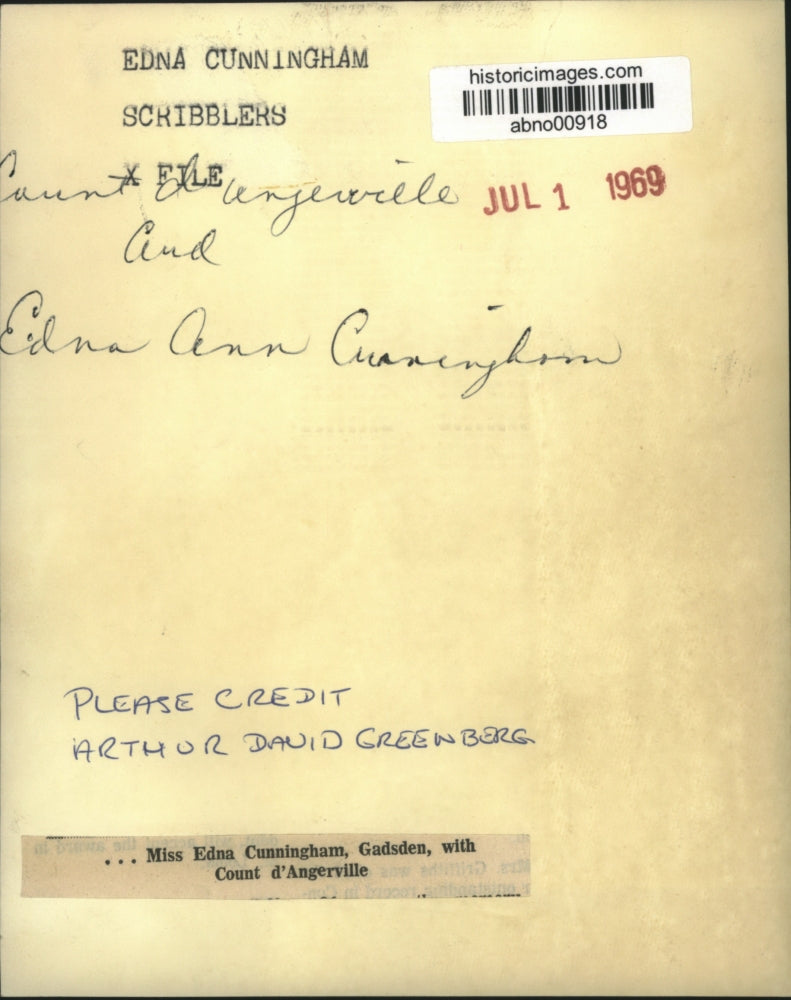 EDNA CUNNINGHAM
historicimages.com
abno00918
SCRIBBLERS
X FILE
Count d'Angerville
JUL 1 1969
and
Edna Ann Cunningham
PLEASE CREDIT
ARTHUR DAVID GREENBERG
... Miss Edna Cunningham, Gadsden, with
Count d'Angerville